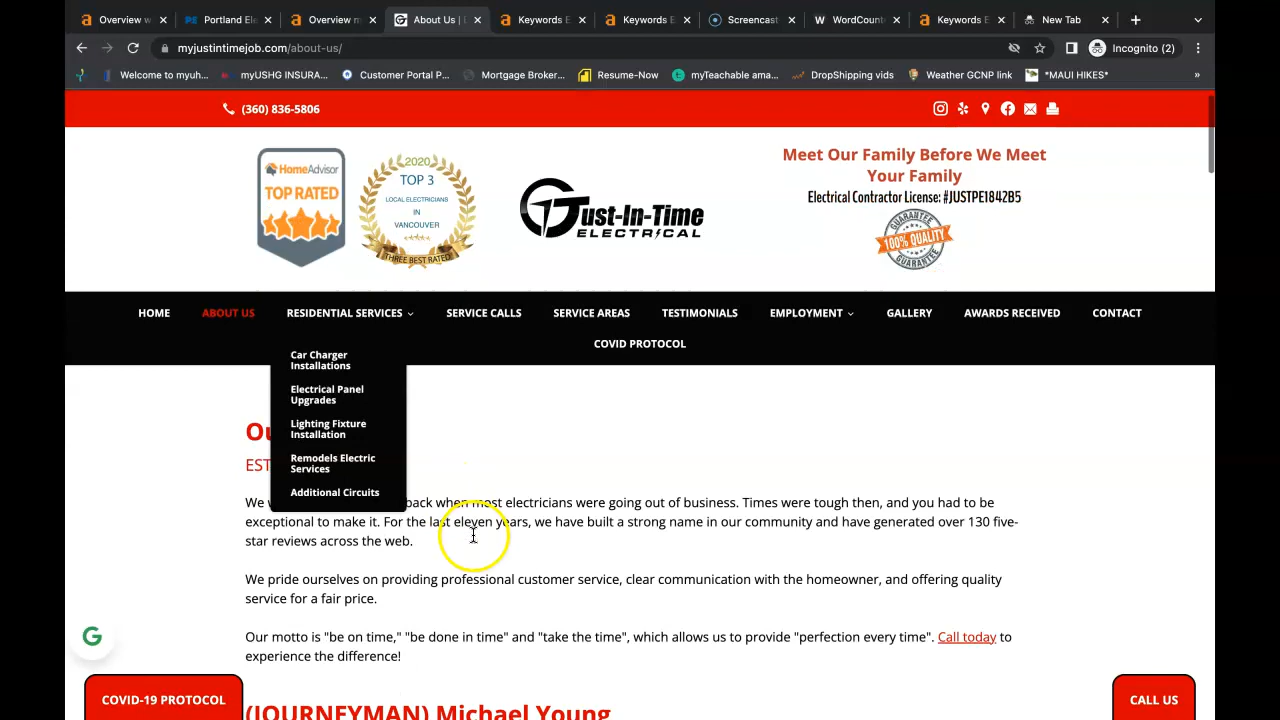 Overview w
Portland Ele
Overview m
About Us | L
Keywords E
Keywords E
Screencast
WordCount
Keywords E
New Tab
myjustintimejob.com/about-us/
Incognito (2)
Welcome to myuh...
myUSHG INSURA...
Customer Portal P...
Mortgage Broker...
Resume-Now
myTeachable ama...
DropShipping vids
Weather GCNP link
*MAUI HIKES*
»
(360) 836-5806
HomeAdvisor
TOP RATED
2020
TOP 3
LOCAL ELECTRICIANS
IN
VANCOUVER
THREE BEST RATED
Just-In-Time
ELECTRICAL
Meet Our Family Before We Meet
Your Family
Electrical Contractor License: #JUSTPE1842B5
GUARANTEE
100% QUALITY
GUARANTEE
HOME
ABOUT US
RESIDENTIAL SERVICES
SERVICE CALLS
SERVICE AREAS
TESTIMONIALS
EMPLOYMENT
GALLERY
AWARDS RECEIVED
CONTACT
COVID PROTOCOL
Car Charger
Installations
Electrical Panel
Upgrades
Lighting Fixture
Installation
Remodels Electric
Services
Additional Circuits
EST
We back when most electricians were going out of business. Times were tough then, and you had to be
exceptional to make it. For the last eleven years, we have built a strong name in our community and have generated over 130 five-
star reviews across the web.
We pride ourselves on providing professional customer service, clear communication with the homeowner, and offering quality
service for a fair price.
Our motto is "be on time," "be done in time" and "take the time", which allows us to provide "perfection every time". Call today to
experience the difference!
COVID-19 PROTOCOL
CALL US
(JOURNEYMAN) Michael Young